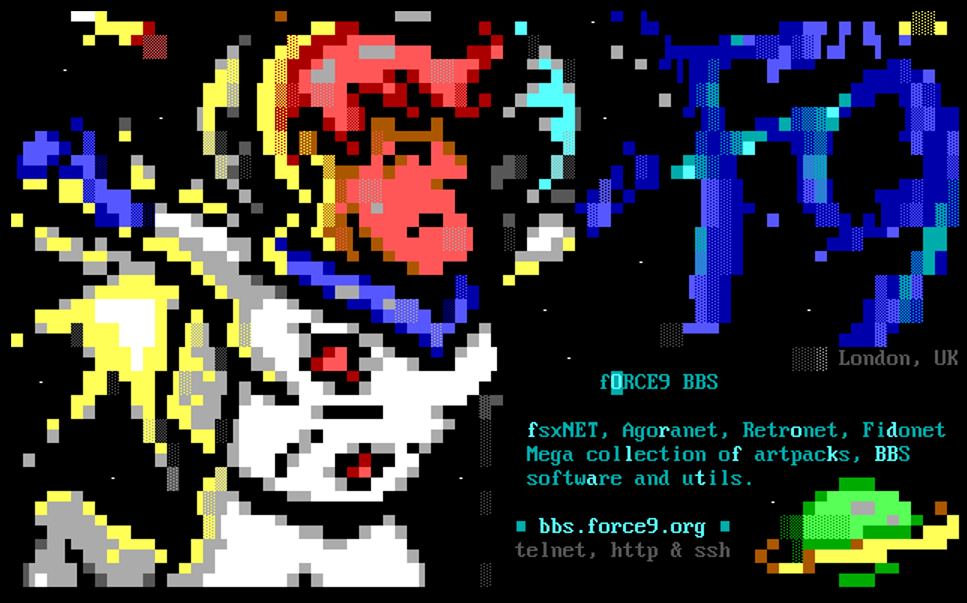 London, UK
fORCE9 BBS
fsxNET, Agoranet, Retronet, Fidonet
Mega collection of artpacks, BBS
software and utils.
bbs.force9.org
telnet, http & ssh